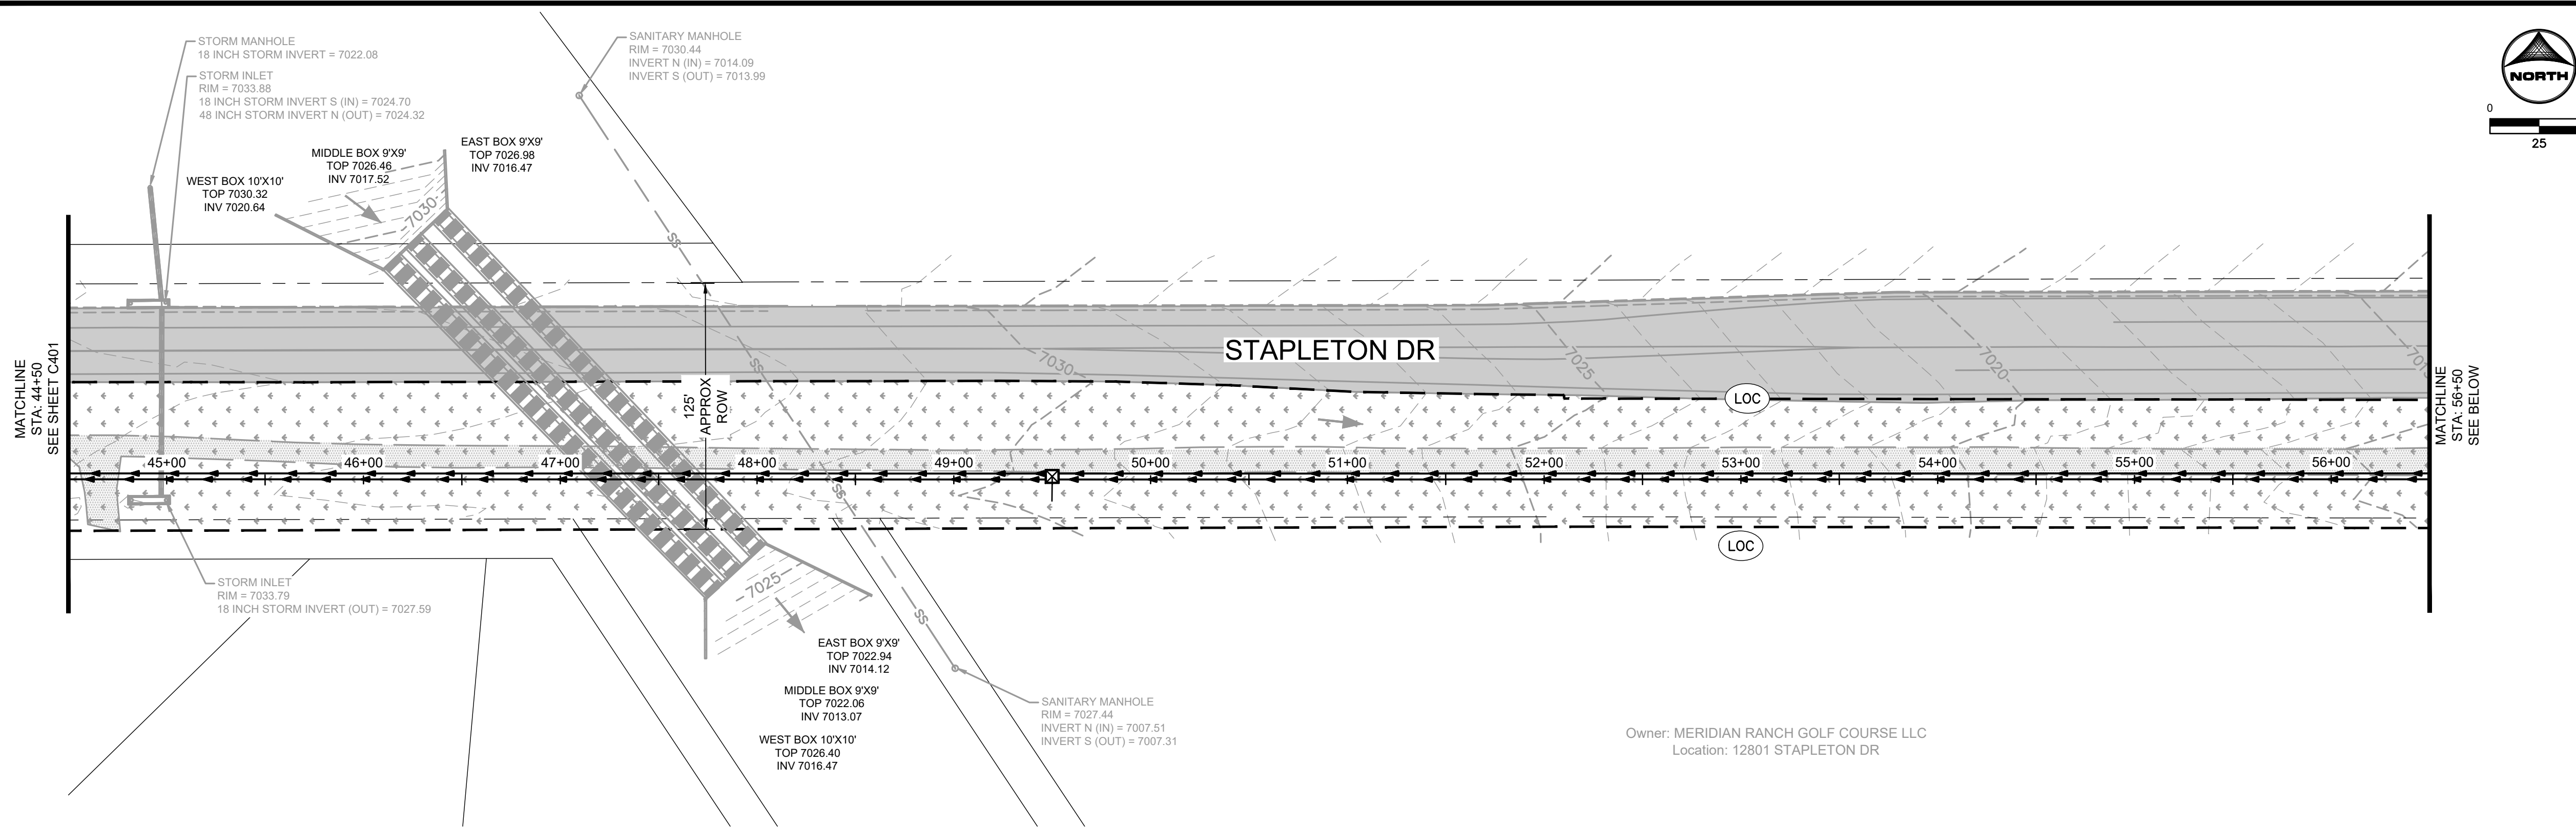 STORM MANHOLE
18 INCH STORM INVERT = 7022.08
STORM INLET
RIM = 7033.88
18 INCH STORM INVERT S (IN) = 7024.70
48 INCH STORM INVERT N (OUT) = 7024.32
SANITARY MANHOLE
RIM = 7030.44
INVERT N (IN) = 7014.09
INVERT S (OUT) = 7013.99
NORTH
0
25
EAST BOX 9'X9'
TOP 7026.98
INV 7016.47
MIDDLE BOX 9'X9'
TOP 7026.46
INV 7017.52
WEST BOX 10'X10'
TOP 7030.32
INV 7020.64
7030
SS
STAPLETON DR
7030
7025
7020
SS
MATCHLINE
STA: 44+50
SEE SHEET C401
125'
APPROX
ROW
LOC
MATCHLINE
STA: 56+50
SEE BELOW
45+00
46+00
47+00
48+00
49+00
50+00
51+00
52+00
53+00
54+00
55+00
56+00
SS
LOC
STORM INLET
RIM = 7033.79
18 INCH STORM INVERT (OUT) = 7027.59
7025
SS
EAST BOX 9'X9'
TOP 7022.94
INV 7014.12
MIDDLE BOX 9'X9'
TOP 7022.06
INV 7013.07
WEST BOX 10'X10'
TOP 7026.40
INV 7016.47
SANITARY MANHOLE
RIM = 7027.44
INVERT N (IN) = 7007.51
INVERT S (OUT) = 7007.31
Owner: MERIDIAN RANCH GOLF COURSE LLC
Location: 12801 STAPLETON DR